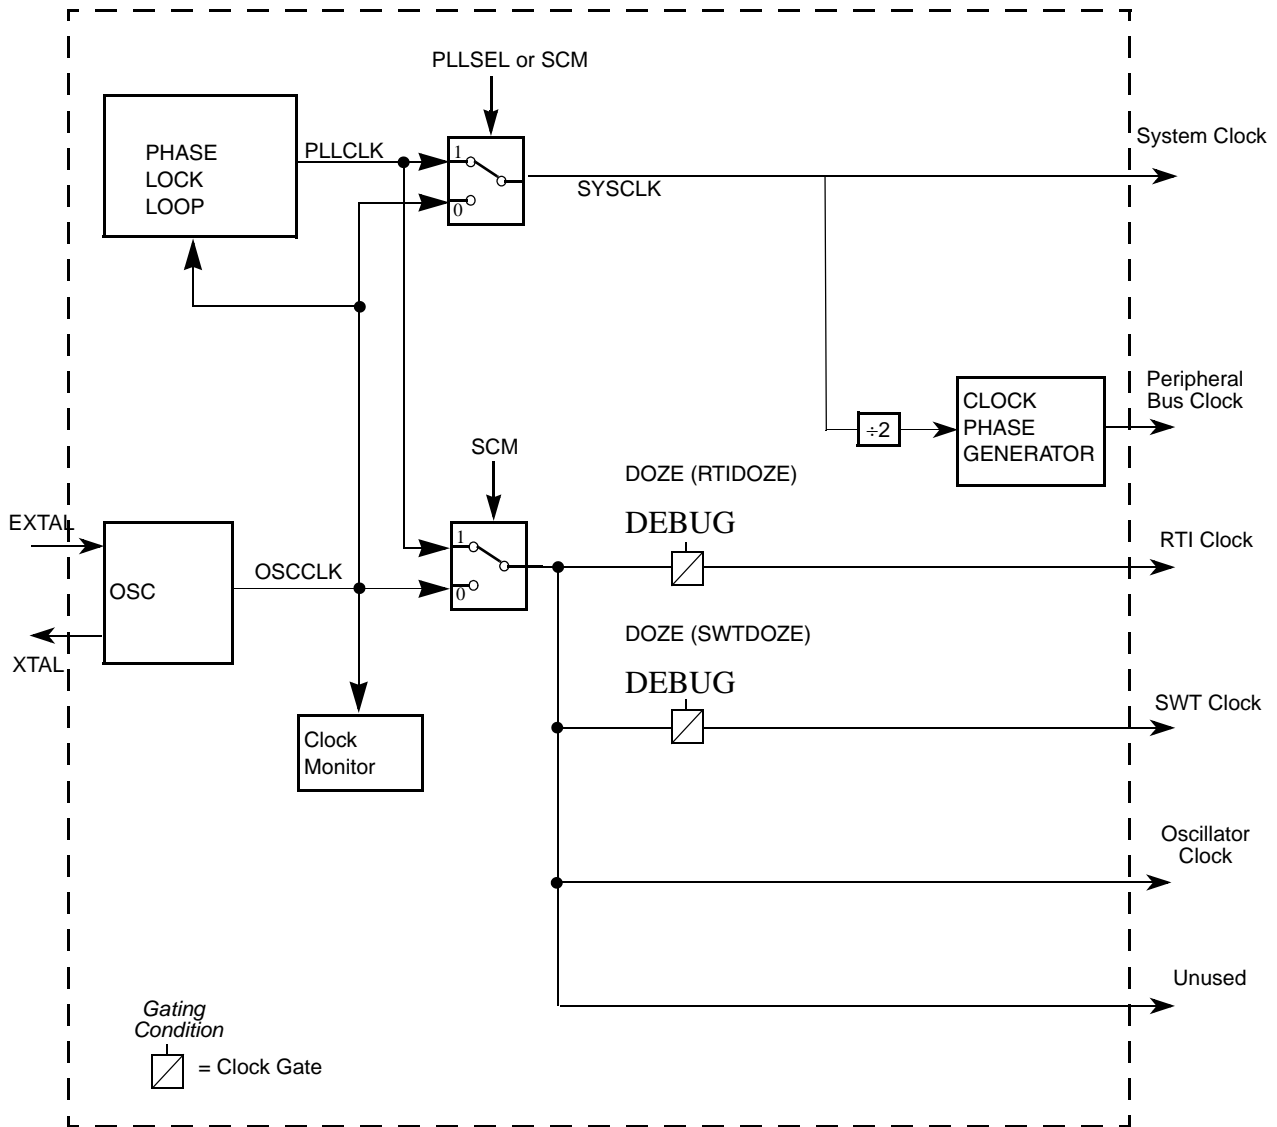 PLLSEL or SCM
System Clock
PHASE
LOCK
LOOP
PLLCLK
1
0
SYSCLK
Peripheral
Bus Clock
CLOCK
PHASE
GENERATOR
÷2
SCM
DOZE (RTIDOZE)
DEBUG
EXTAL
OSC
XTAL
OSCCLK
1
0
RTI Clock
DOZE (SWTDOZE)
DEBUG
SWT Clock
Clock
Monitor
Oscillator
Clock
Unused
Gating
Condition
= Clock Gate